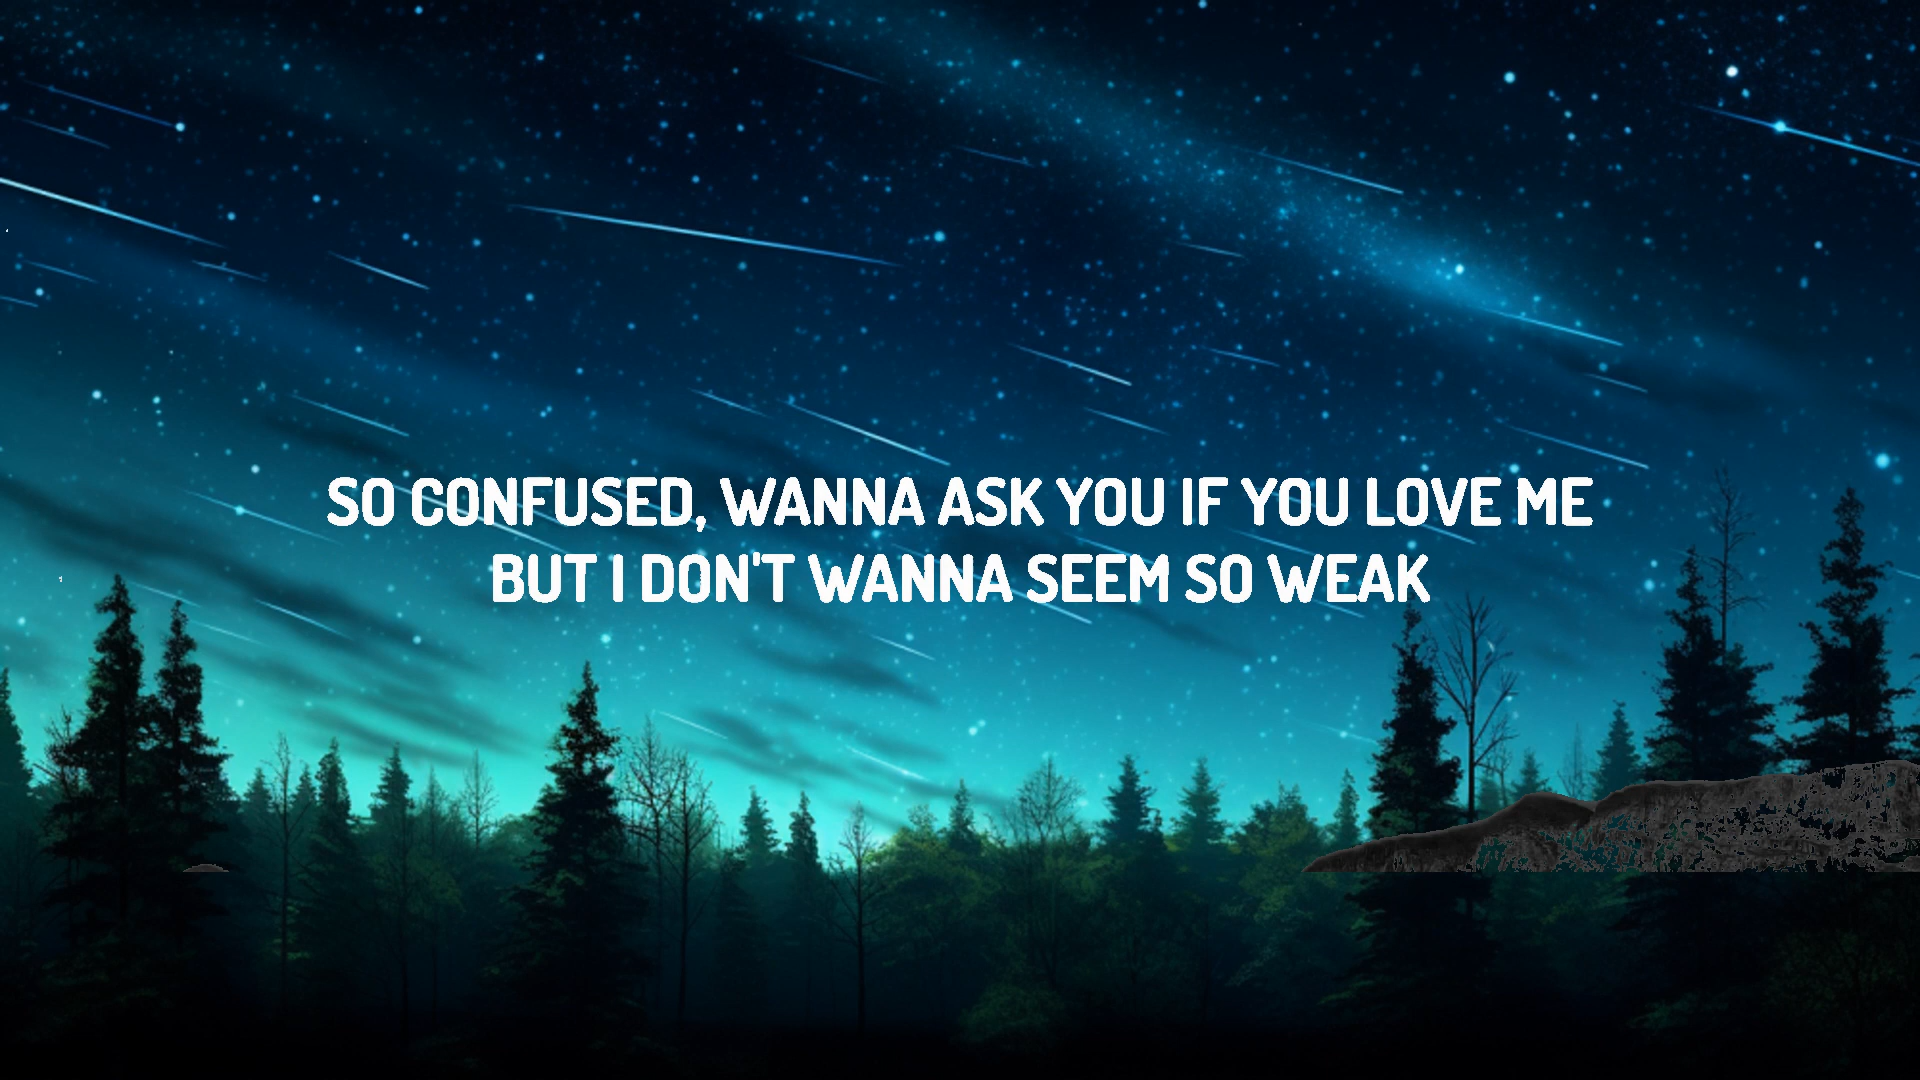 SO CONFUSED, WANNA ASK YOU IF YOU LOVE ME
BUT I DON'T WANNA SEEM SO WEAK